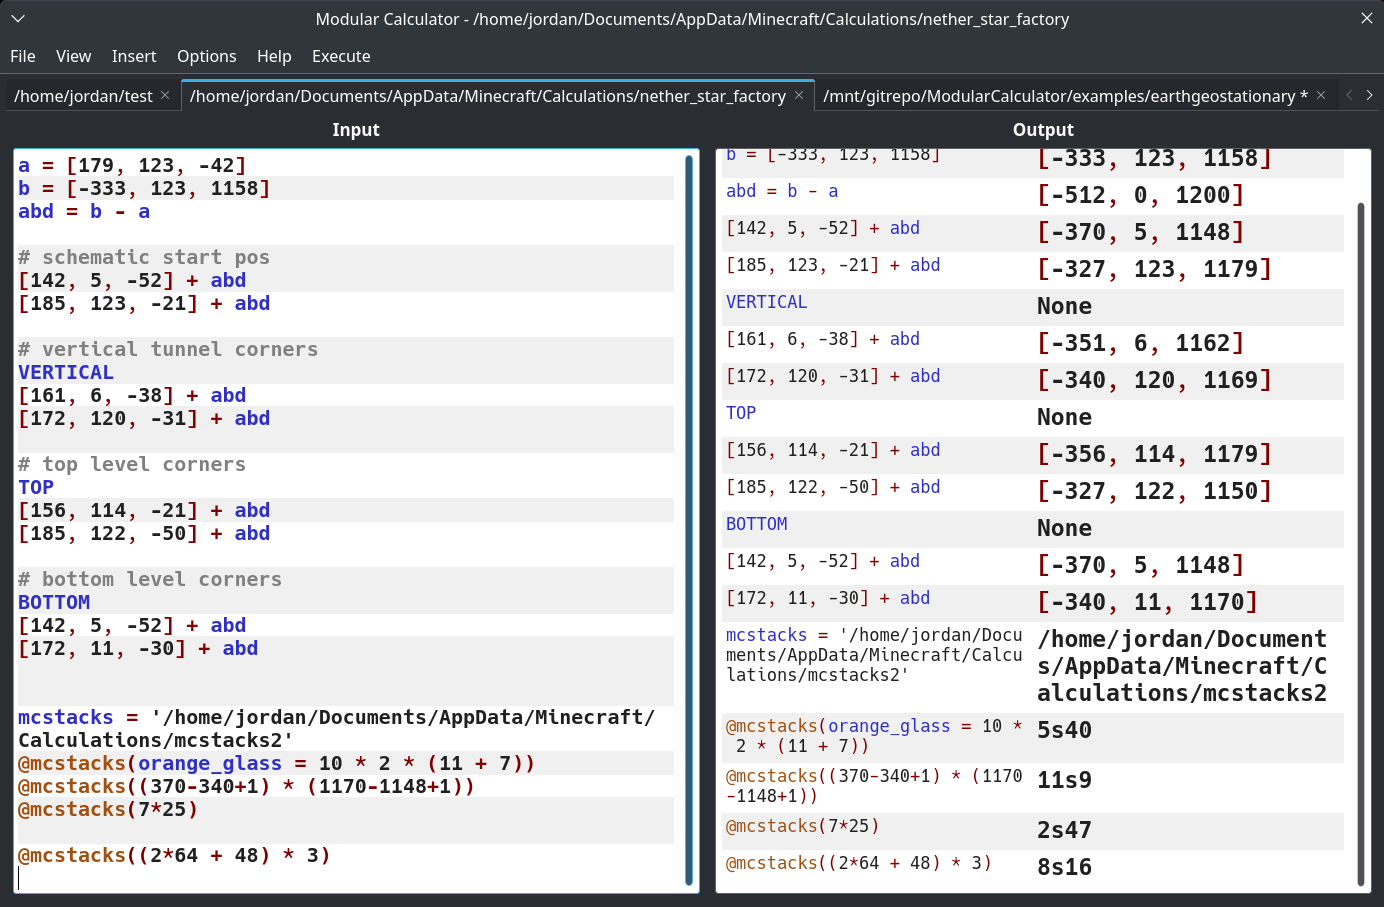 Modular Calculator - /home/jordan/Documents/AppData/Minecraft/Calculations/nether_star_factory
File View Insert Options Help Execute
/home/jordan/test
/home/jordan/Documents/AppData/Minecraft/Calculations/nether_star_factory
/mnt/gitrepo/ModularCalculator/examples/earthgeostationary *
Input
a = [179, 123, -42]
b = [-333, 123, 1158]
abd = b - a
# schematic start pos
[142, 5, -52] + abd
[185, 123, -21] + abd
# vertical tunnel corners
VERTICAL
[161, 6, -38] + abd
[172, 120, -31] + abd
# top level corners
TOP
[156, 114, -21] + abd
[185, 122, -50] + abd
# bottom level corners
BOTTOM
[142, 5, -52] + abd
[172, 11, -30] + abd
mcstacks = '/home/jordan/Documents/AppData/Minecraft/
Calculations/mcstacks2'
@mcstacks(orange_glass = 10 * 2 * (11 + 7))
@mcstacks((370-340+1) * (1170-1148+1))
@mcstacks(7*25)
@mcstacks((2*64 + 48) * 3)
Output
b = [-333, 123, 1158]
[-333, 123, 1158]
abd = b - a
[-512, 0, 1200]
[142, 5, -52] + abd
[-370, 5, 1148]
[185, 123, -21] + abd
[-327, 123, 1179]
VERTICAL
None
[161, 6, -38] + abd
[-351, 6, 1162]
[172, 120, -31] + abd
[-340, 120, 1169]
TOP
None
[156, 114, -21] + abd
[-356, 114, 1179]
[185, 122, -50] + abd
[-327, 122, 1150]
BOTTOM
None
[142, 5, -52] + abd
[-370, 5, 1148]
[172, 11, -30] + abd
[-340, 11, 1170]
mcstacks = '/home/jordan/Docu
ments/AppData/Minecraft/Calcu
lations/mcstacks2'
/home/jordan/Document
s/AppData/Minecraft/C
alculations/mcstacks2
@mcstacks(orange_glass = 10 *
2 * (11 + 7))
5s40
@mcstacks((370-340+1) * (1170
-1148+1))
11s9
@mcstacks(7*25)
2s47
@mcstacks((2*64 + 48) * 3)
8s16